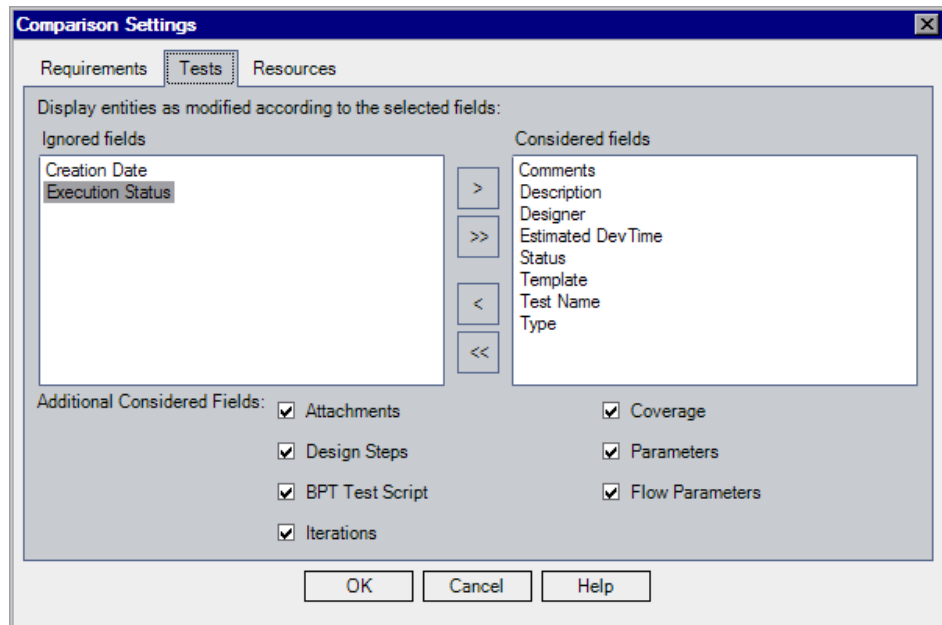 Comparison Settings
Requirements Tests Resources
Display entities as modified according to the selected fields:
Ignored fields
Creation Date
Execution Status
>
>>
<
<<
Considered fields
Comments
Description
Designer
Estimated DevTime
Status
Template
Test Name
Type
Additional Considered Fields:
Attachments
Coverage
Design Steps
Parameters
BPT Test Script
Flow Parameters
Iterations
OK Cancel Help